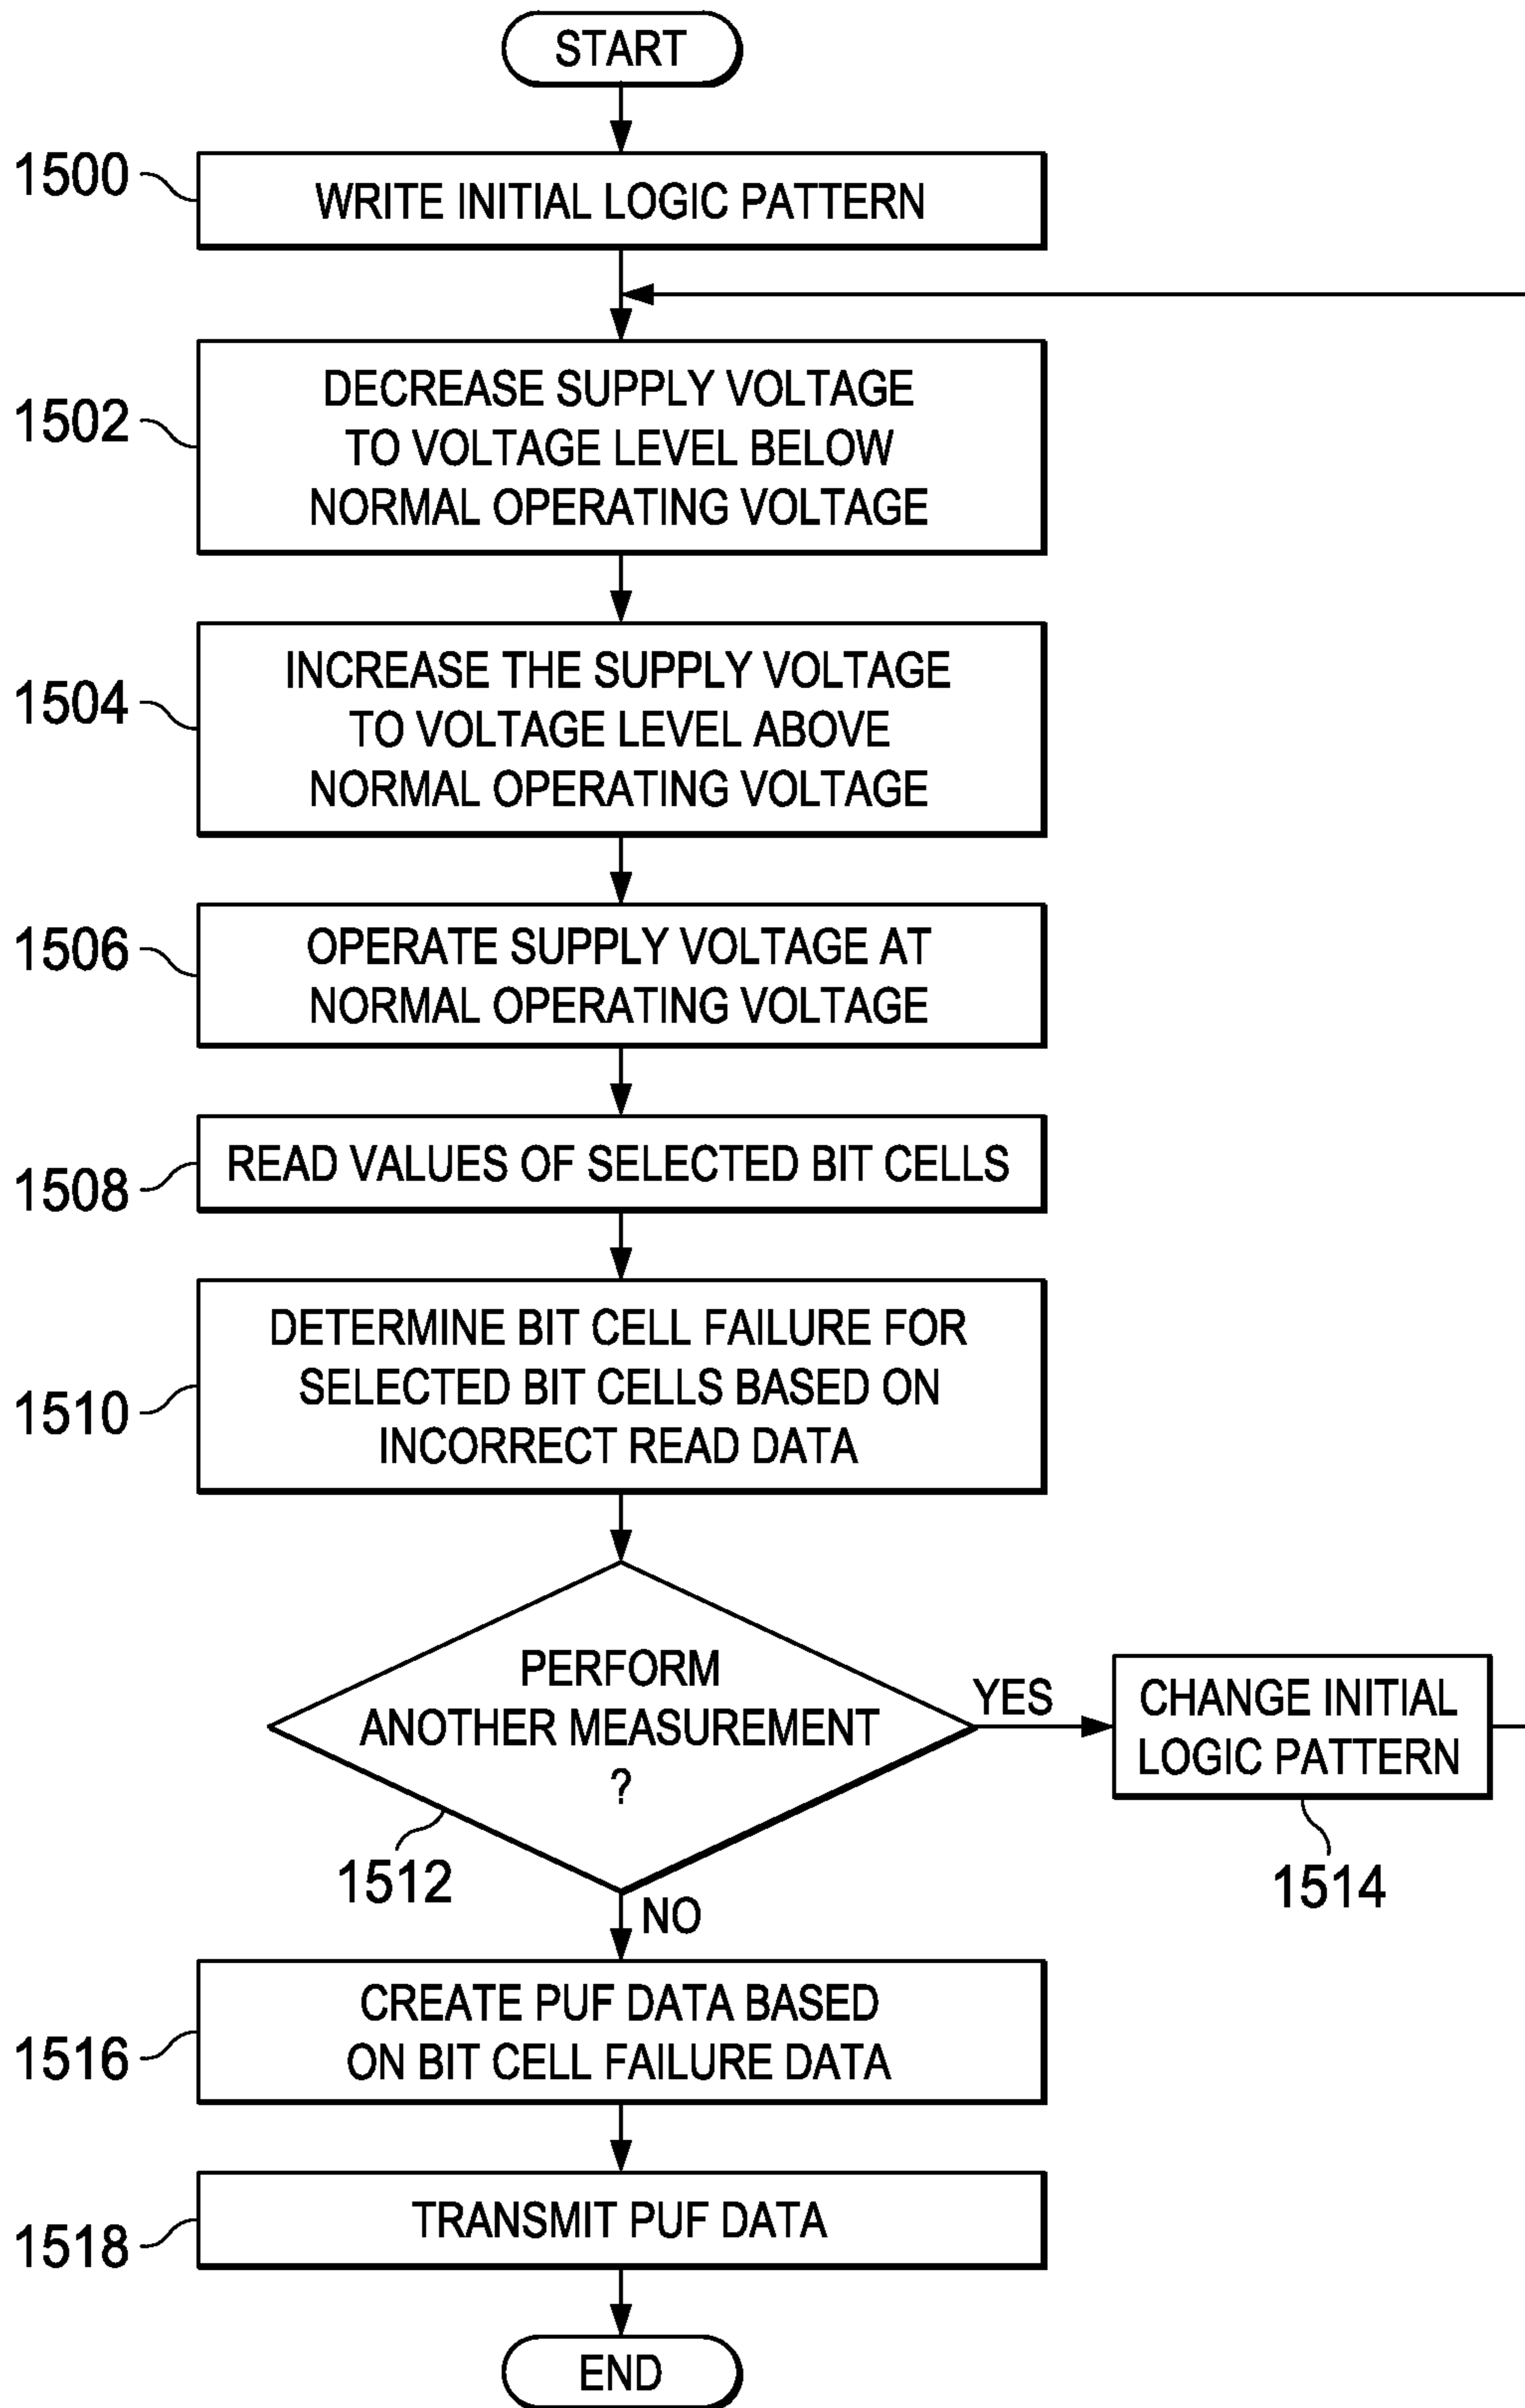 START
1500
WRITE INITIAL LOGIC PATTERN
1502
DECREASE SUPPLY VOLTAGE
TO VOLTAGE LEVEL BELOW
NORMAL OPERATING VOLTAGE
1504
INCREASE THE SUPPLY VOLTAGE
TO VOLTAGE LEVEL ABOVE
NORMAL OPERATING VOLTAGE
1506
OPERATE SUPPLY VOLTAGE AT
NORMAL OPERATING VOLTAGE
1508
READ VALUES OF SELECTED BIT CELLS
1510
DETERMINE BIT CELL FAILURE FOR
SELECTED BIT CELLS BASED ON
INCORRECT READ DATA
PERFORM
ANOTHER MEASUREMENT
?
1512
YES
CHANGE INITIAL
LOGIC PATTERN
1514
NO
1516
CREATE PUF DATA BASED
ON BIT CELL FAILURE DATA
1518
TRANSMIT PUF DATA
END